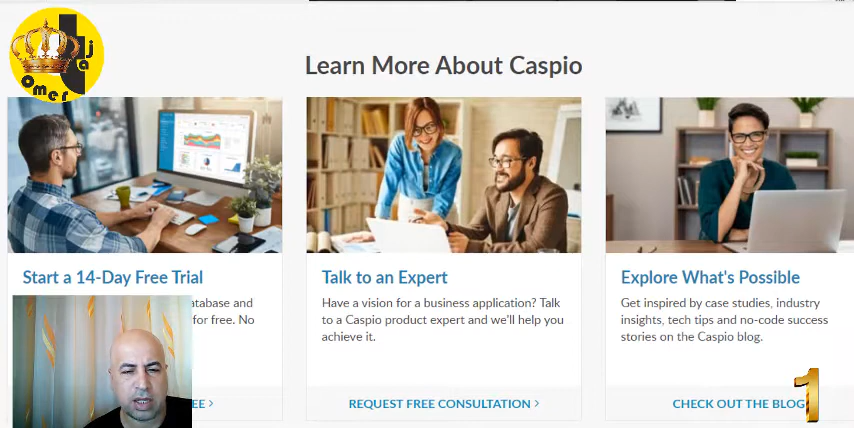 Learn More About Caspio
Start a 14-Day Free Trial
atabase and
for free. No
EE >
Talk to an Expert
Have a vision for a business application? Talk
to a Caspio product expert and we'll help you
achieve it.
REQUEST FREE CONSULTATION >
Explore What's Possible
Get inspired by case studies, industry
insights, tech tips and no-code success
stories on the Caspio blog.
CHECK OUT THE BLOG
1